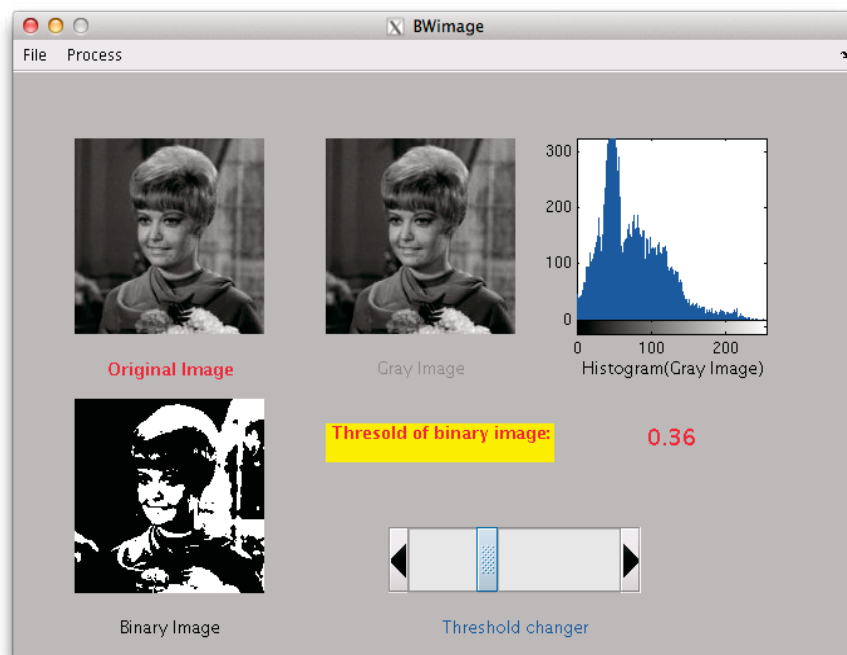 BWimage
File Process
300
200
100
0
0 100 200
Original Image
Gray Image
Histogram(Gray Image)
Thresold of binary image:
0.36
Binary Image
Threshold changer